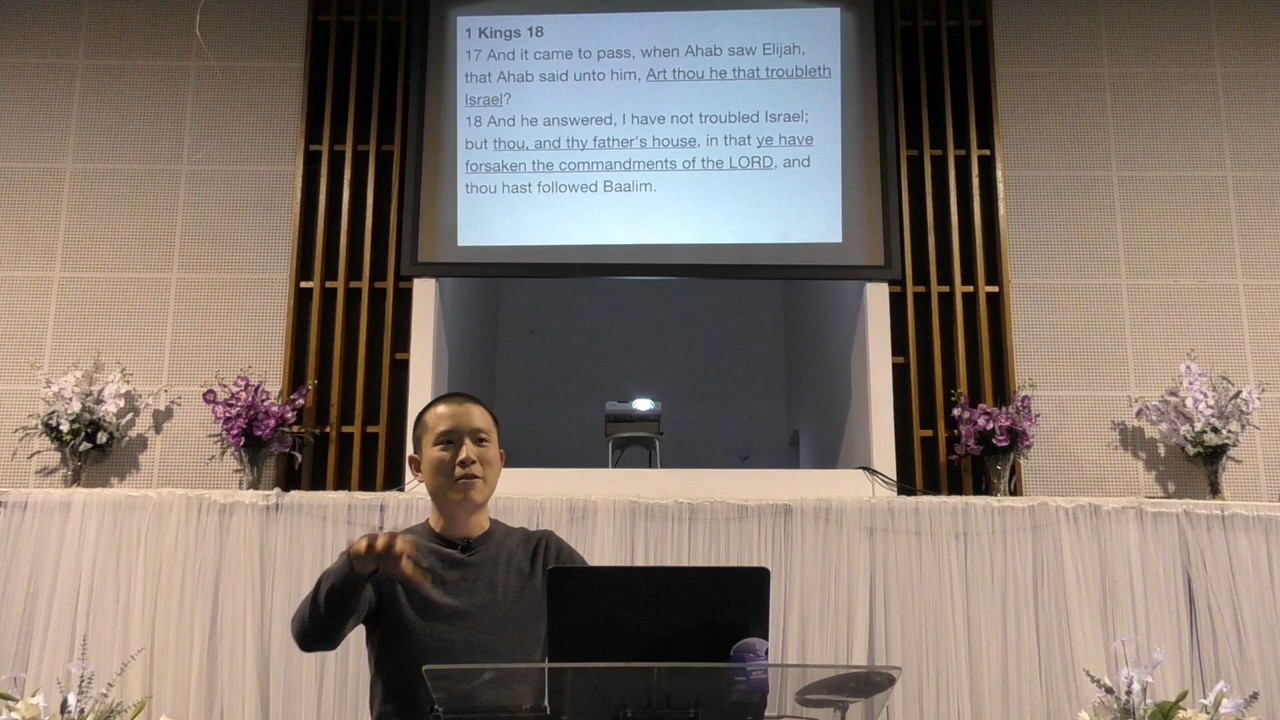 1 Kings 18
17 And it came to pass, when Ahab saw Elijah,
that Ahab said unto him, Art thou he that troubleth
Israel?
18 And he answered, I have not troubled Israel;
but thou, and thy father's house, in that ye have
forsaken the commandments of the LORD, and
thou hast followed Baalim.